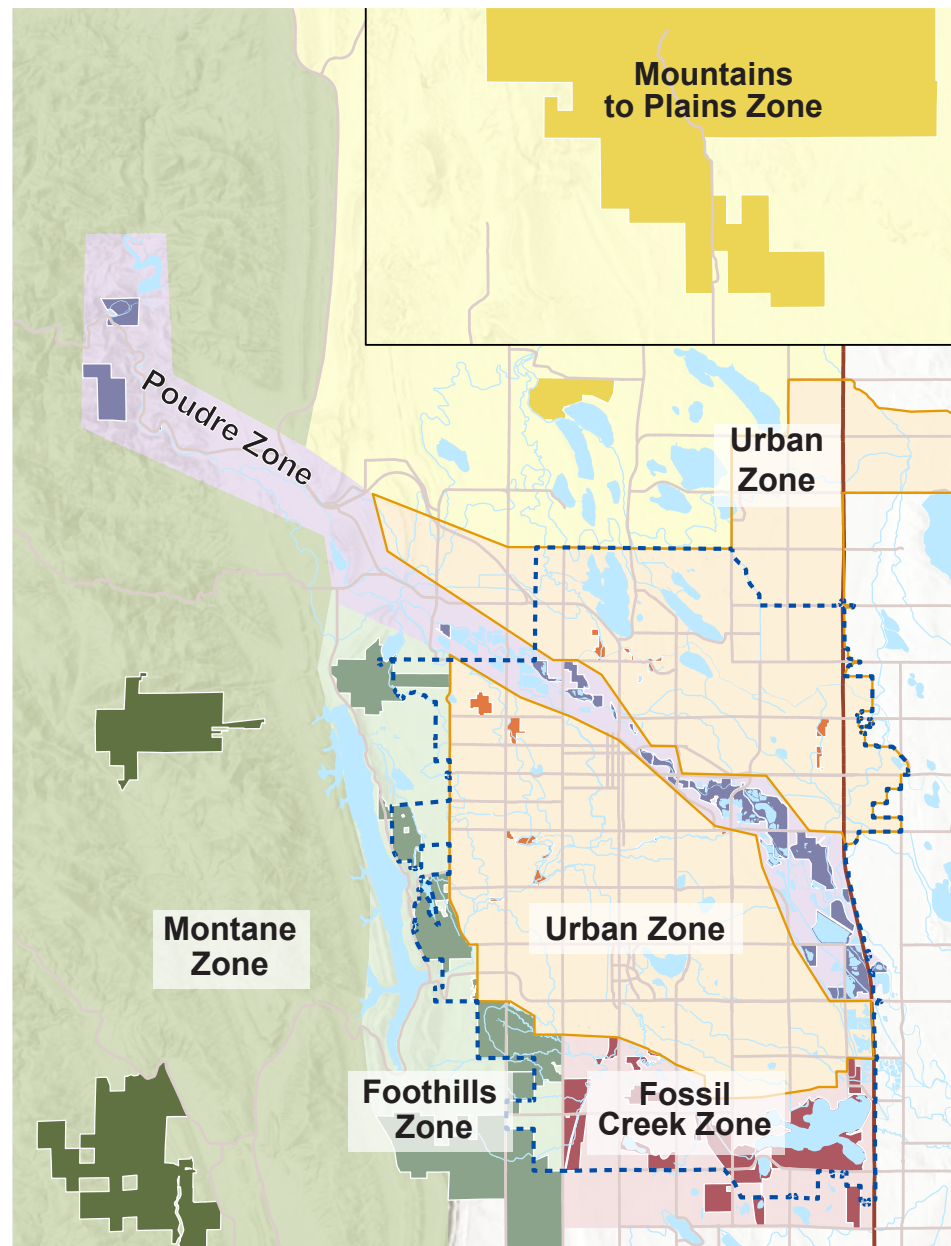 Mountains
to Plains Zone
Poudre Zone
Urban
Zone
Montane
Zone
Urban Zone
Foothills
Zone
Fossil
Creek Zone